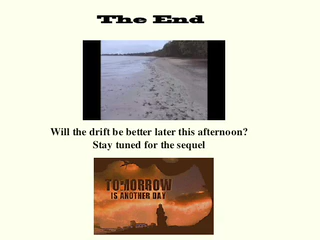 The End
Will the drift be better later this afternoon?
Stay tuned for the sequel
TOMORROW
IS ANOTHER DAY